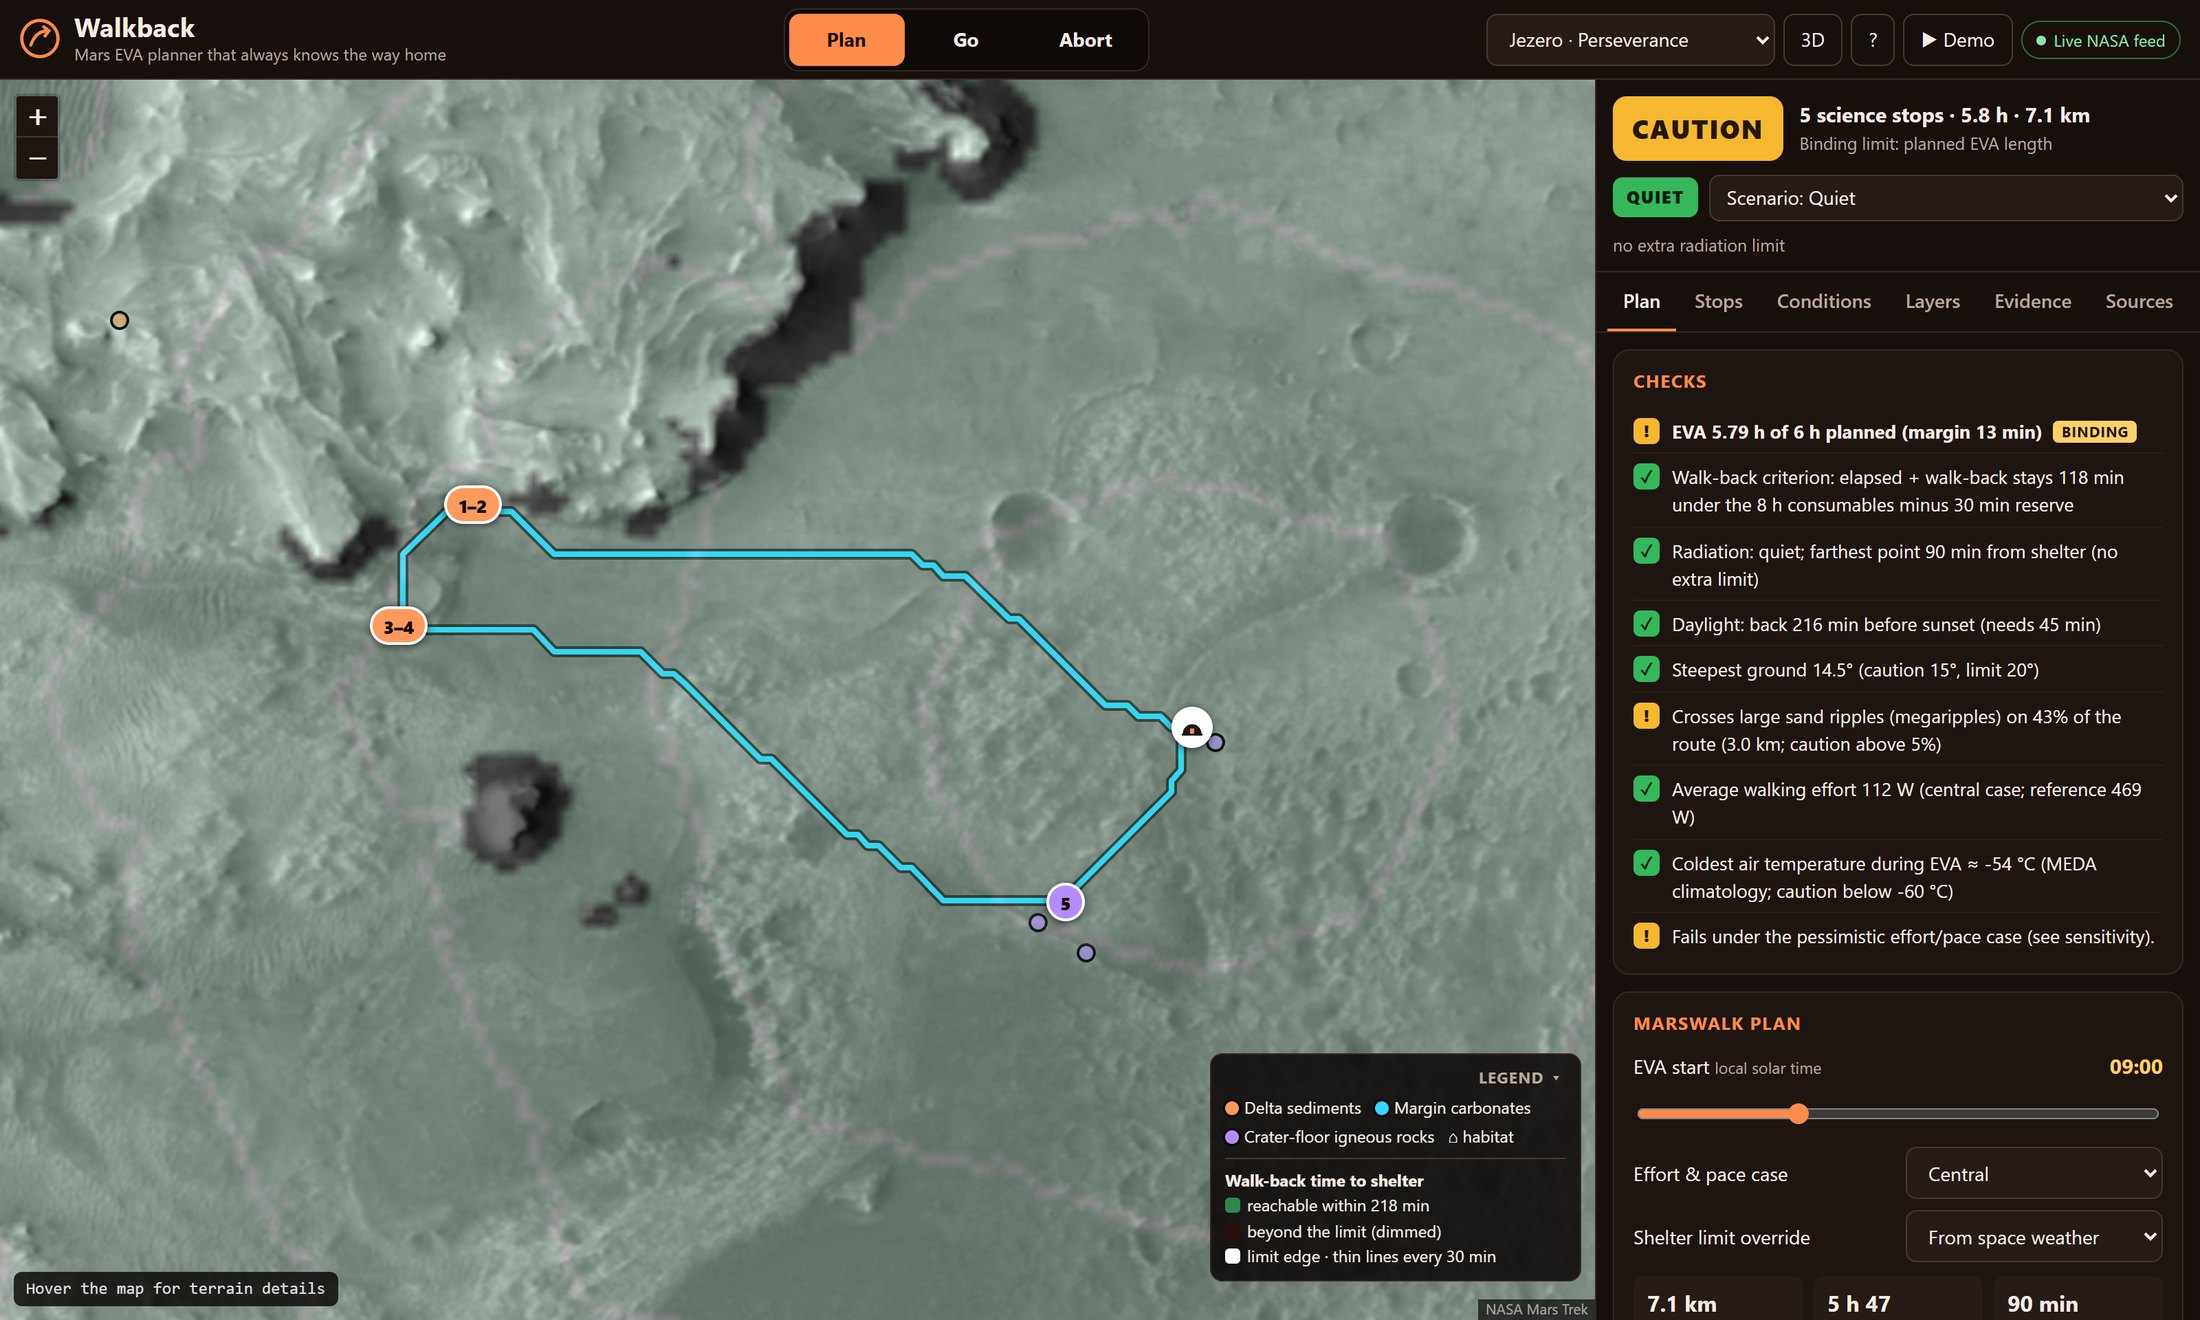 Walkback
Mars EVA planner that always knows the way home
Plan
Go
Abort
Jezero · Perseverance
3D
?
▶ Demo
Live NASA feed
+
−
1–2
3–4
5
LEGEND ▾
Delta sediments
Margin carbonates
Crater-floor igneous rocks
⌂ habitat
Walk-back time to shelter
reachable within 218 min
beyond the limit (dimmed)
limit edge · thin lines every 30 min
Hover the map for terrain details
NASA Mars Trek
CAUTION
5 science stops · 5.8 h · 7.1 km
Binding limit: planned EVA length
QUIET
Scenario: Quiet
no extra radiation limit
Plan
Stops
Conditions
Layers
Evidence
Sources
CHECKS
! EVA 5.79 h of 6 h planned (margin 13 min) BINDING
✓ Walk-back criterion: elapsed + walk-back stays 118 min
under the 8 h consumables minus 30 min reserve
✓ Radiation: quiet; farthest point 90 min from shelter (no
extra limit)
✓ Daylight: back 216 min before sunset (needs 45 min)
✓ Steepest ground 14.5° (caution 15°, limit 20°)
! Crosses large sand ripples (megaripples) on 43% of the
route (3.0 km; caution above 5%)
✓ Average walking effort 112 W (central case; reference 469
W)
✓ Coldest air temperature during EVA ≈ -54 °C (MEDA
climatology; caution below -60 °C)
! Fails under the pessimistic effort/pace case (see sensitivity).
MARSWALK PLAN
EVA start local solar time
09:00
Effort & pace case
Central
Shelter limit override
From space weather
7.1 km
5 h 47
90 min